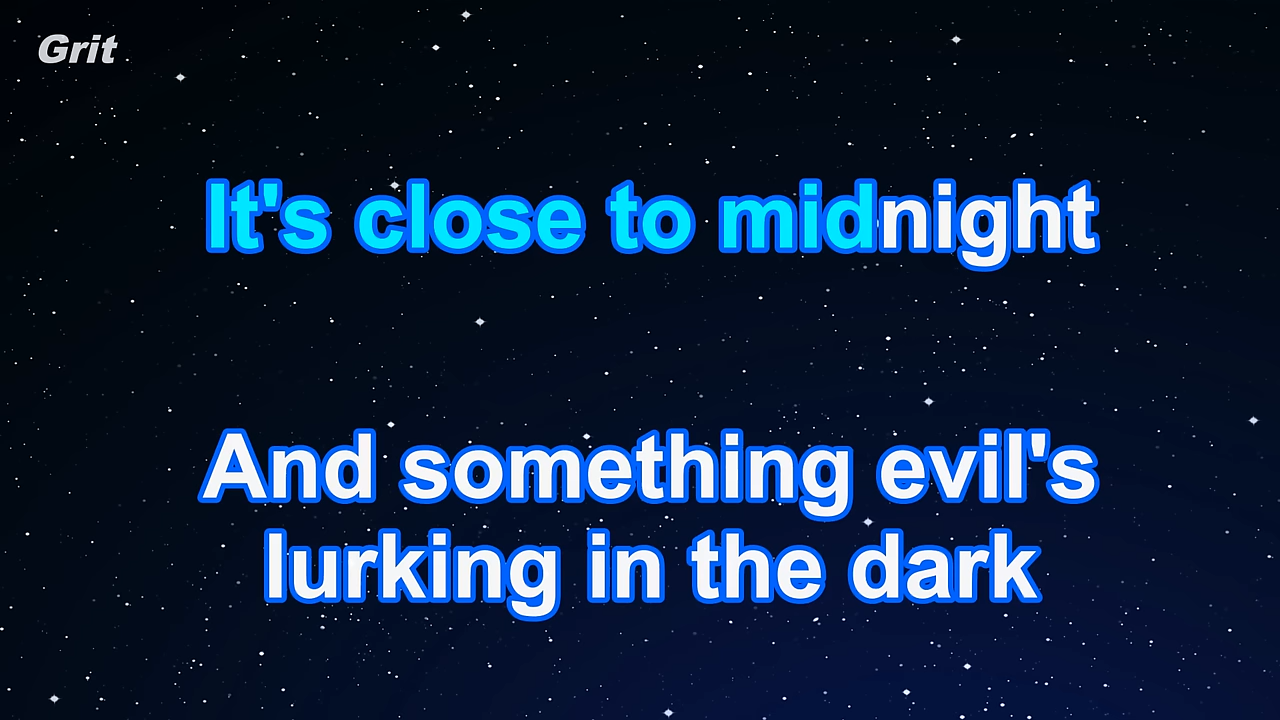 Grit
It's close to midnight
And something evil's
lurking in the dark